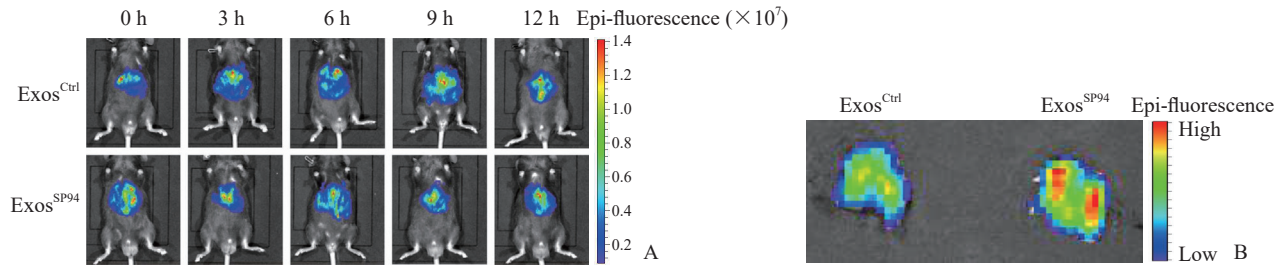 0 h 3 h 6 h 9 h 12 h Epi-fluorescence (×10⁷)
Exos^Ctrl
Exos^SP94
1.4
1.2
1.0
0.8
0.6
0.4
0.2
A
Exos^Ctrl Exos^SP94 Epi-fluorescence
High
Low
B